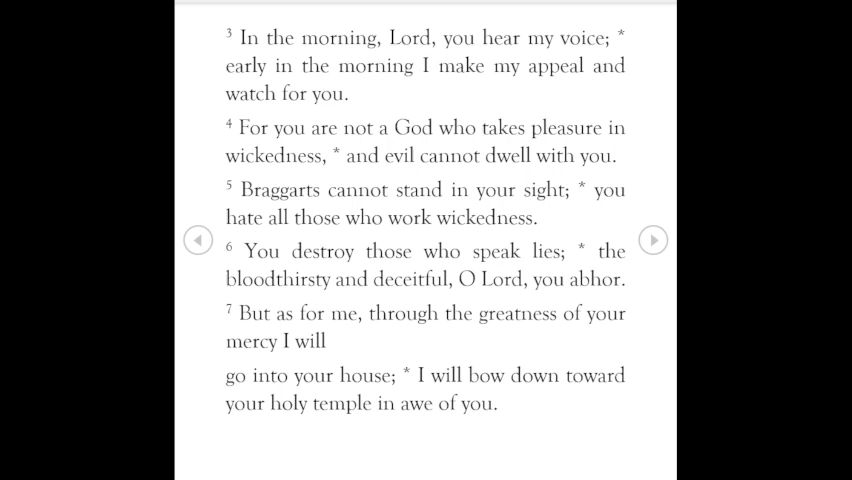 ³ In the morning, Lord, you hear my voice; *
early in the morning I make my appeal and
watch for you.
⁴ For you are not a God who takes pleasure in
wickedness, * and evil cannot dwell with you.
⁵ Braggarts cannot stand in your sight; * you
hate all those who work wickedness.
⁶ You destroy those who speak lies; * the
bloodthirsty and deceitful, O Lord, you abhor.
⁷ But as for me, through the greatness of your
mercy I will
go into your house; * I will bow down toward
your holy temple in awe of you.